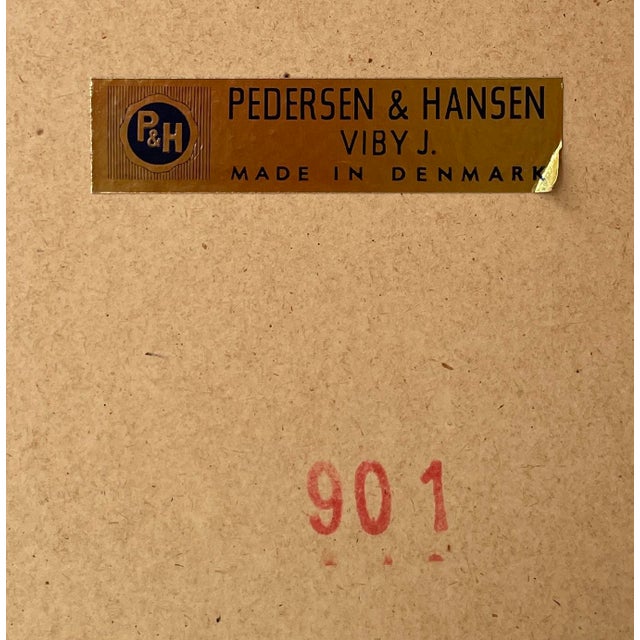 P&H
PEDERSEN & HANSEN
VIBY J.
MADE IN DENMARK
901